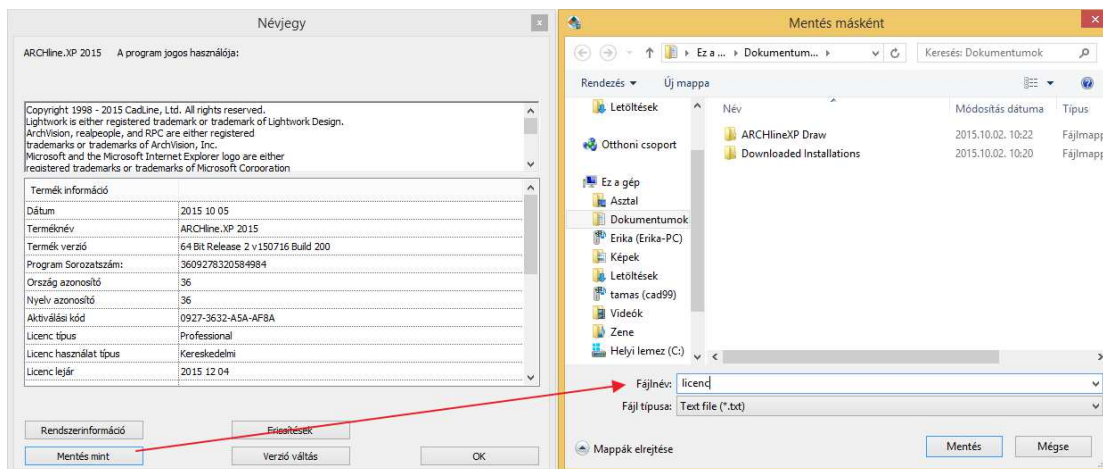 Névjegy
ARCHline.XP 2015 A program jogos használója:
Copyright 1998 - 2015 CadLine, Ltd. All rights reserved.
Lightwork is either registered trademark or trademark of Lightwork Design.
ArchVision, realpeople, and RPC are either registered
trademarks or trademarks of ArchVision, Inc.
Microsoft and the Microsoft Internet Explorer logo are either
registered trademarks or trademarks of Microsoft Corporation
Termék információ
Dátum 2015 10 05
Terméknév ARCHline.XP 2015
Termék verzió 64 Bit Release 2 v150716 Build 200
Program Sorozatszám: 3609278320584984
Ország azonosító 36
Nyelv azonosító 36
Aktiválási kód 0927-3632-A5A-AF8A
Licenc típus Professional
Licenc használat típus Kereskedelmi
Licenc lejár 2015 12 04
Rendszerinformáció Frissítések
Mentés mint Verzió váltás OK
Mentés másként
Ez a ... Dokumentum... Keresés: Dokumentumok
Rendezés Új mappa
Letöltések
Otthoni csoport
Ez a gép
Asztal
Dokumentumok
Erika (Erika-PC)
Képek
Letöltések
tamas (cad99)
Videók
Zene
Helyi lemez (C:)
Név Módosítás dátuma Típus
ARCHlineXP Draw 2015.10.02. 10:22 Fájlmapp
Downloaded Installations 2015.10.02. 10:20 Fájlmapp
Fájlnév: licenc
Fájl típusa: Text file (*.txt)
Mappák elrejtése Mentés Mégse